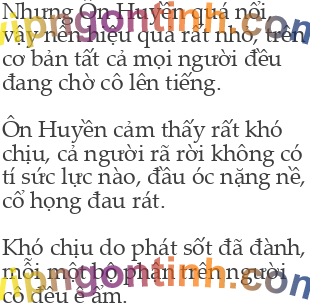 Nhưng Ôn Huyền quá nổi
vậy nên hiệu quả rất nhỏ, trên
cơ bản tất cả mọi người đều
đang chờ cô lên tiếng.
Ôn Huyền cảm thấy rất khó
chịu, cả người rã rời không có
tí sức lực nào, đầu óc nặng nề,
cổ họng đau rát.
Khó chịu do phát sốt đã đành,
mỗi một bộ phận trên người
cô đều ê ẩm.
vnpngontinh.com
vnpngontinh.com